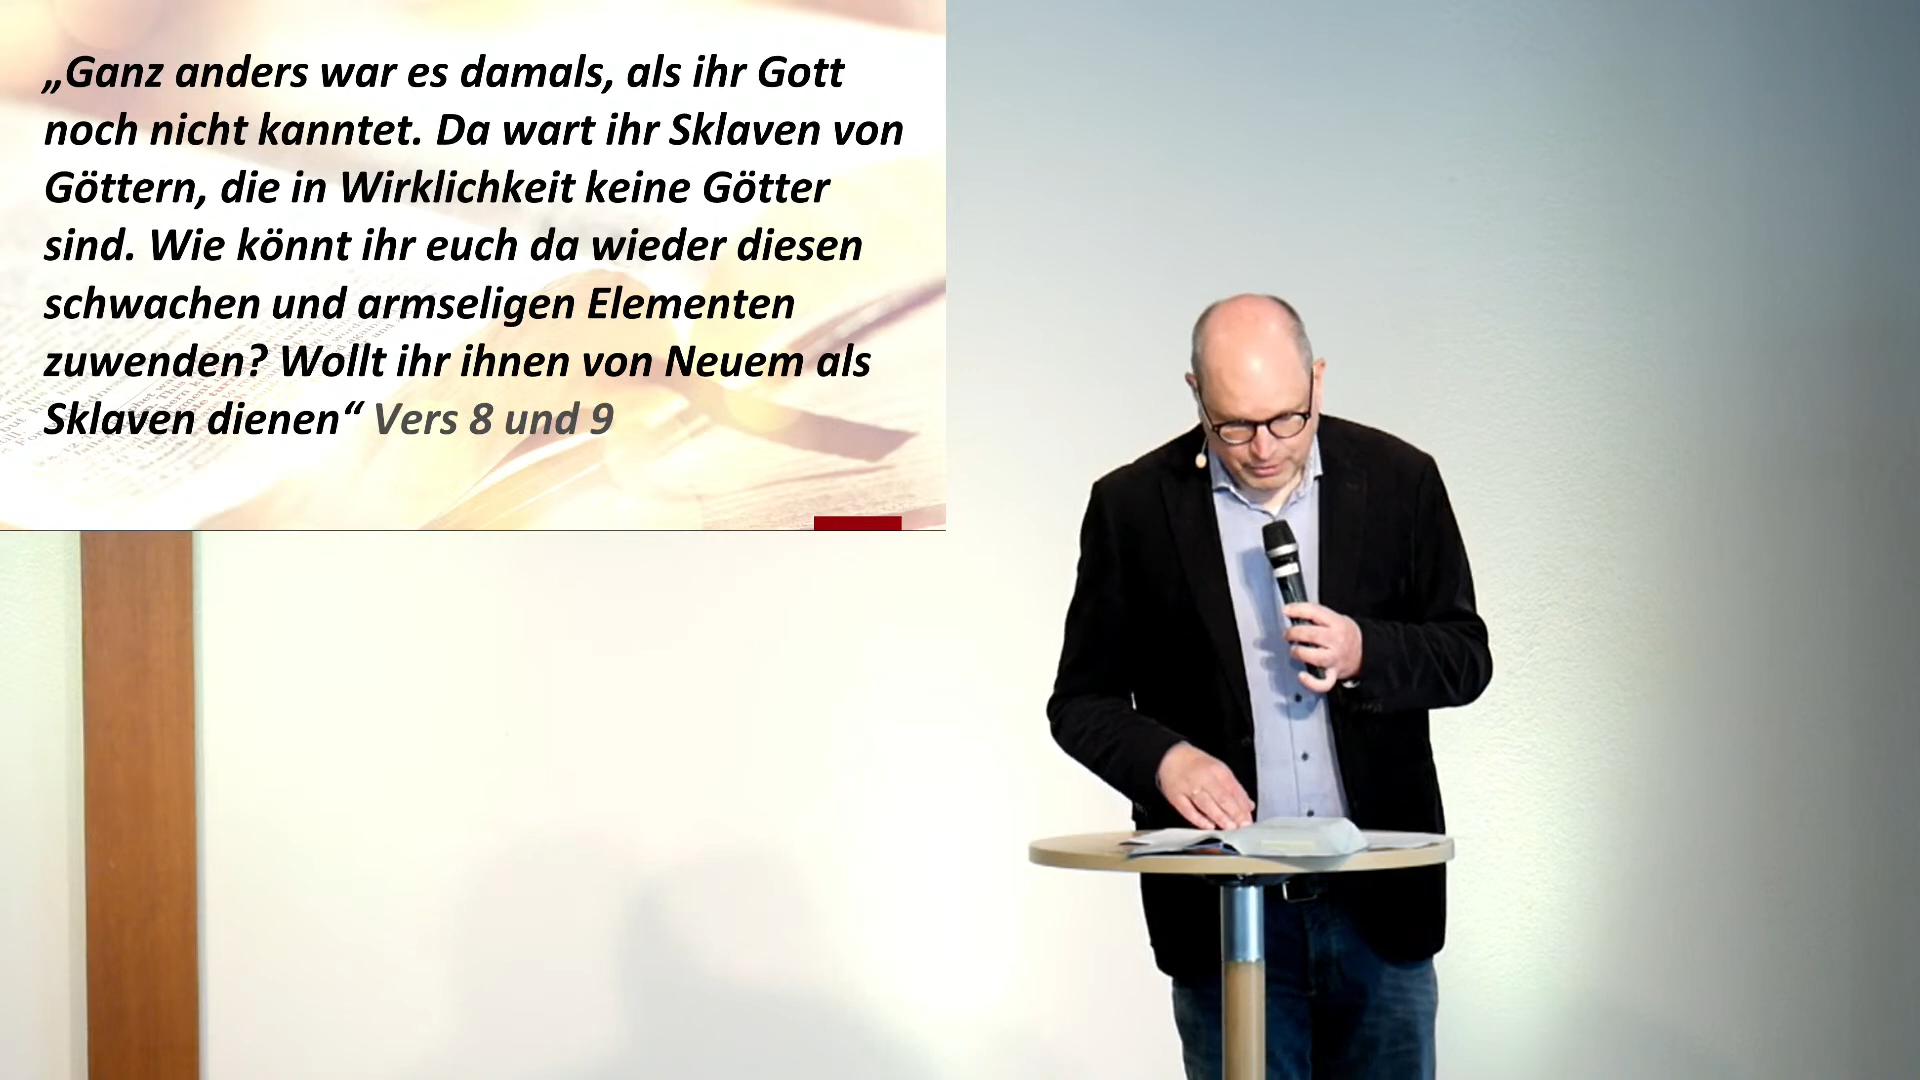 „Ganz anders war es damals, als ihr Gott
noch nicht kanntet. Da wart ihr Sklaven von
Göttern, die in Wirklichkeit keine Götter
sind. Wie könnt ihr euch da wieder diesen
schwachen und armseligen Elementen
zuwenden? Wollt ihr ihnen von Neuem als
Sklaven dienen“ Vers 8 und 9